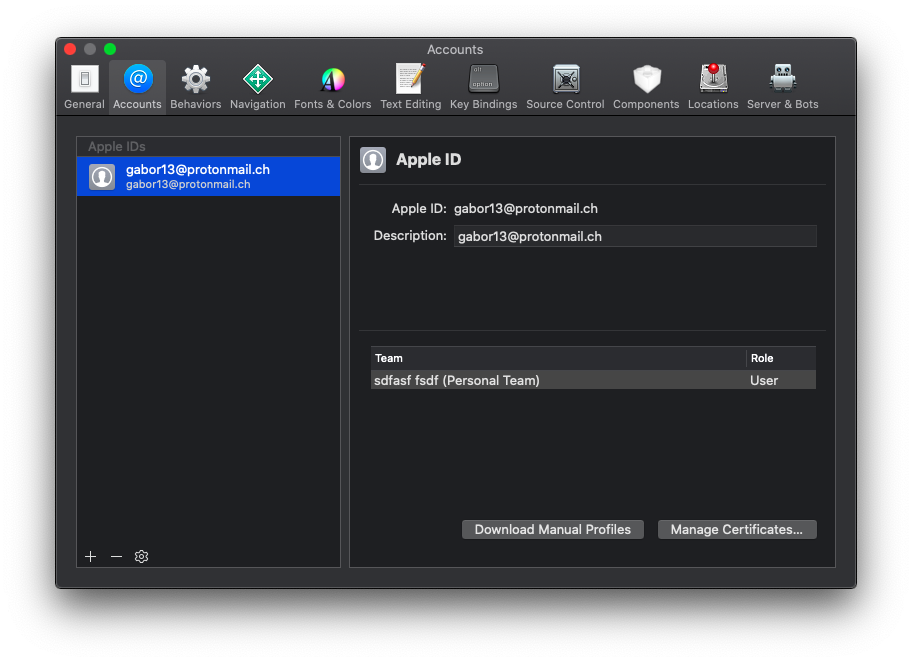 Accounts
General Accounts Behaviors Navigation Fonts & Colors Text Editing Key Bindings Source Control Components Locations Server & Bots
Apple IDs
gabor13@protonmail.ch
gabor13@protonmail.ch
Apple ID
Apple ID: gabor13@protonmail.ch
Description: gabor13@protonmail.ch
Team Role
sdfasf fsdf (Personal Team) User
Download Manual Profiles Manage Certificates...